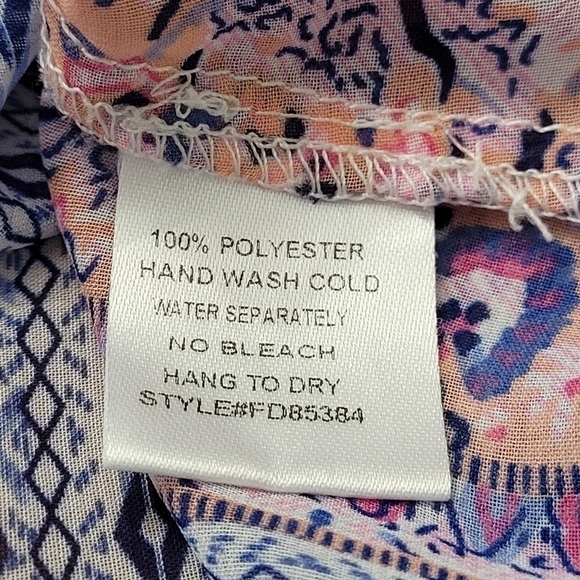 100% POLYESTER
HAND WASH COLD
WATER SEPARATELY
NO BLEACH
HANG TO DRY
STYLE#FD85384